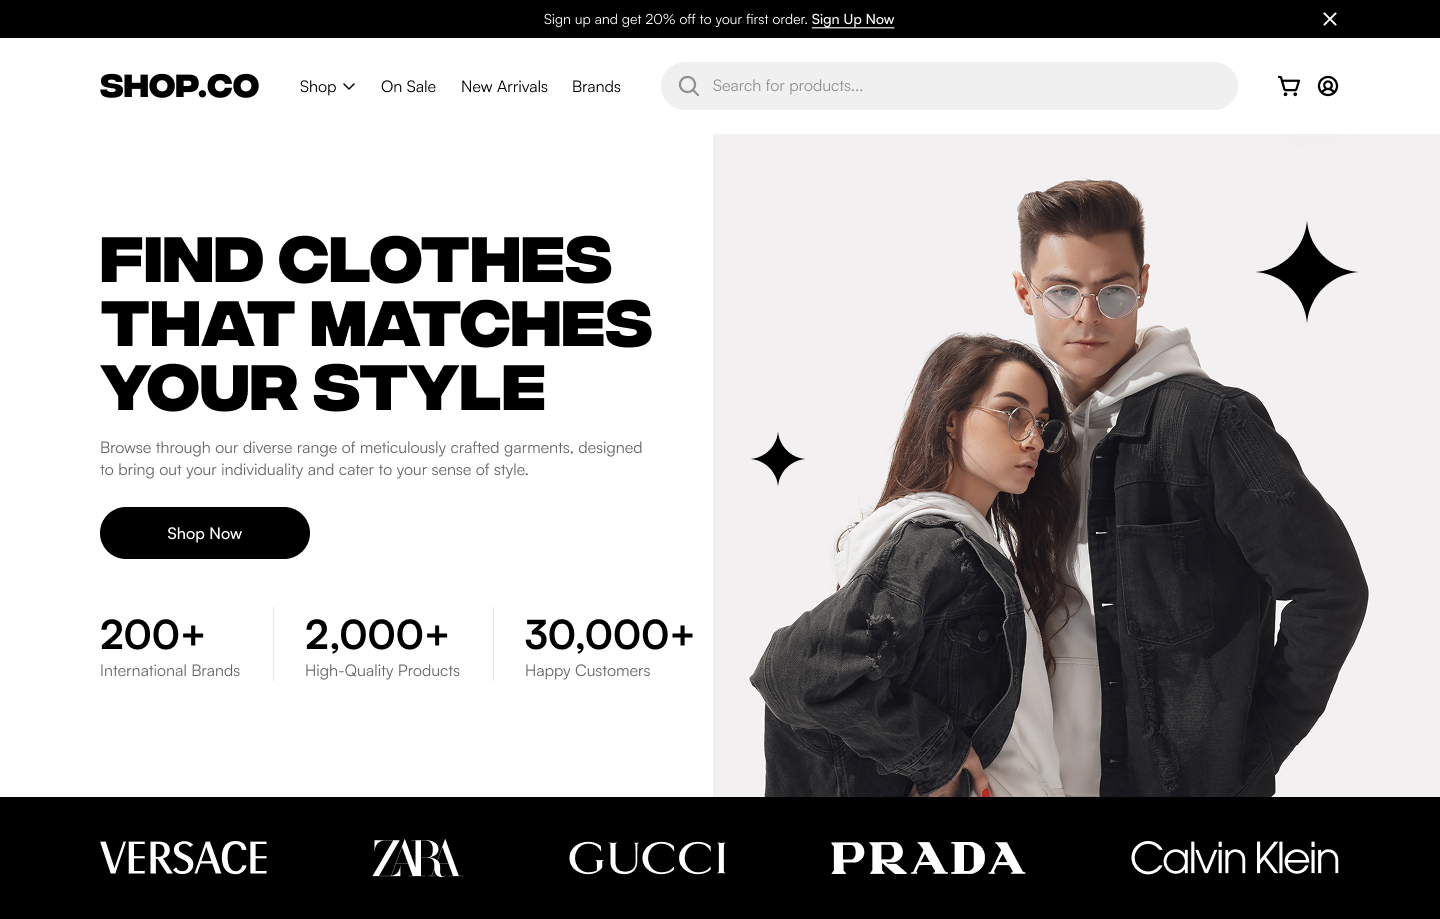 Sign up and get 20% off to your first order. Sign Up Now
SHOP.CO
Shop
On Sale
New Arrivals
Brands
Search for products...
FIND CLOTHES
THAT MATCHES
YOUR STYLE
Browse through our diverse range of meticulously crafted garments, designed
to bring out your individuality and cater to your sense of style.
Shop Now
200+
International Brands
2,000+
High-Quality Products
30,000+
Happy Customers
VERSACE
ZARA
GUCCI
PRADA
Calvin Klein